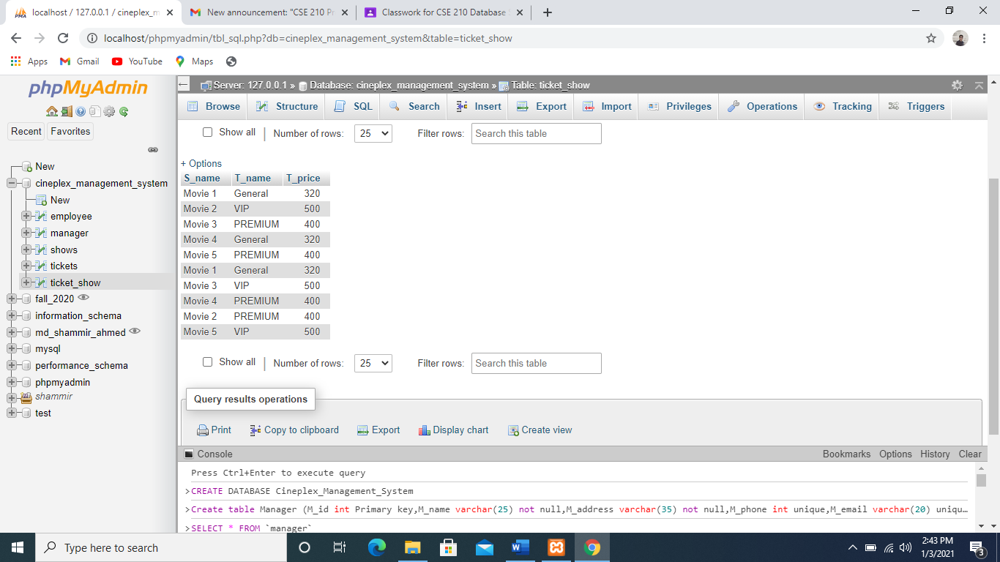 localhost / 127.0.0.1 / cineplex_m
New announcement: "CSE 210 Pr
Classwork for CSE 210 Database
localhost/phpmyadmin/tbl_sql.php?db=cineplex_management_system&table=ticket_show
Apps Gmail YouTube Maps
phpMyAdmin
Recent Favorites
New
cineplex_management_system
New
employee
manager
shows
tickets
ticket_show
fall_2020
information_schema
md_shammir_ahmed
mysql
performance_schema
phpmyadmin
shammir
test
Server: 127.0.0.1 » Database: cineplex_management_system » Table: ticket_show
Browse Structure SQL Search Insert Export Import Privileges Operations Tracking Triggers
Show all | Number of rows: 25 Filter rows: Search this table
+ Options
S_name T_name T_price
Movie 1 General 320
Movie 2 VIP 500
Movie 3 PREMIUM 400
Movie 4 General 320
Movie 5 PREMIUM 400
Movie 1 General 320
Movie 3 VIP 500
Movie 4 PREMIUM 400
Movie 2 PREMIUM 400
Movie 5 VIP 500
Show all | Number of rows: 25 Filter rows: Search this table
Query results operations
Print Copy to clipboard Export Display chart Create view
Console Bookmarks Options History Clear
Press Ctrl+Enter to execute query
>CREATE DATABASE Cineplex_Management_System
>Create table Manager (M_id int Primary key,M_name varchar(25) not null,M_address varchar(35) not null,M_phone int unique,M_email varchar(20) uniqu…
>SELECT * FROM `manager`
Type here to search
2:43 PM
1/3/2021
3